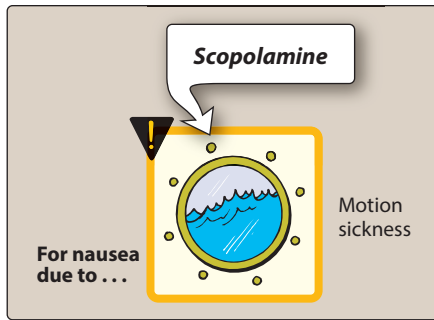 Scopolamine
!
Motion
sickness
For nausea
due to . . .